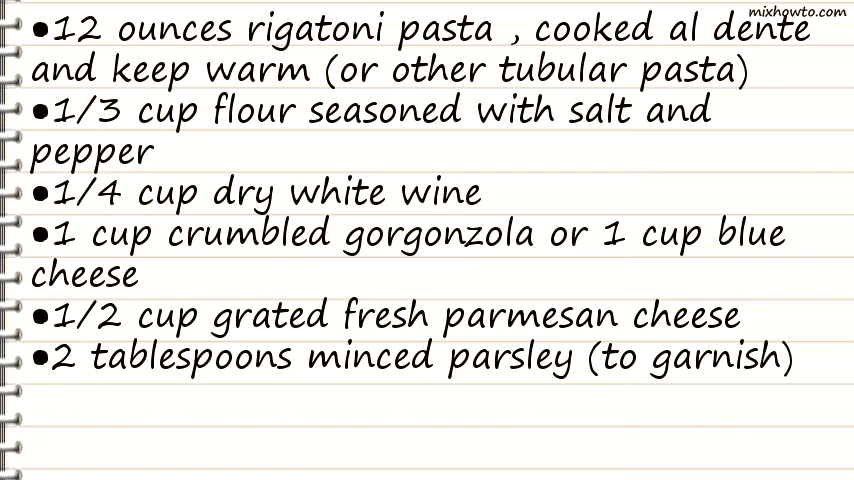 mixhowto.com
•12 ounces rigatoni pasta , cooked al dente
and keep warm (or other tubular pasta)
•1/3 cup flour seasoned with salt and
pepper
•1/4 cup dry white wine
•1 cup crumbled gorgonzola or 1 cup blue
cheese
•1/2 cup grated fresh parmesan cheese
•2 tablespoons minced parsley (to garnish)